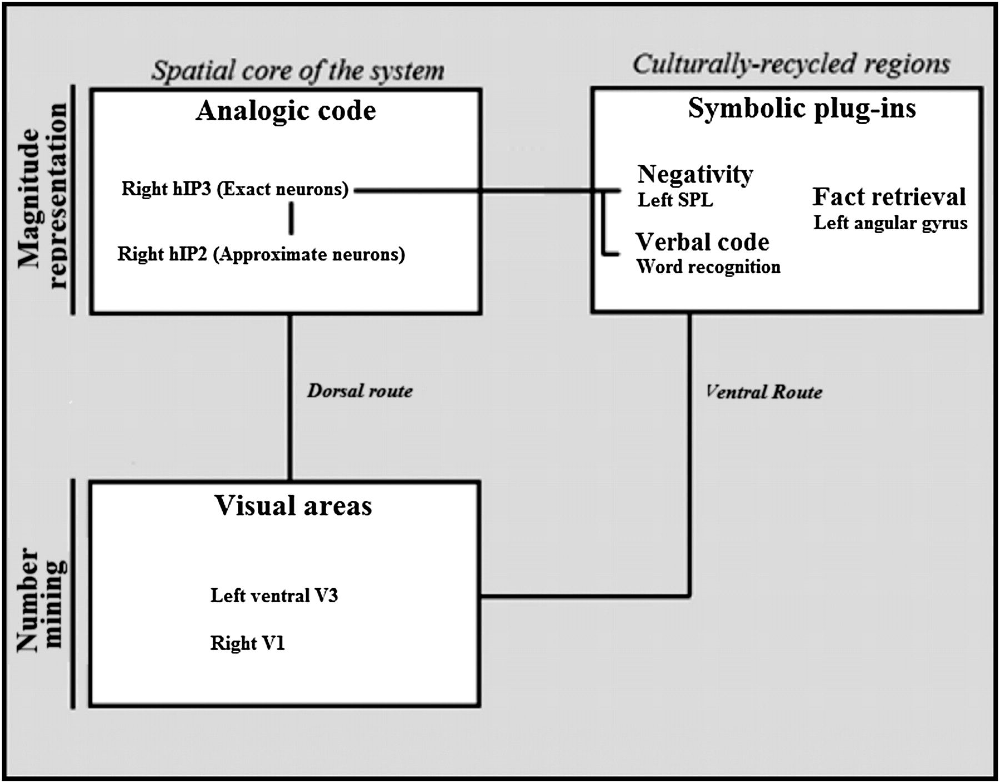 Spatial core of the system
Culturally-recycled regions
Magnitude
representation
Analogic code
Right hIP3 (Exact neurons)
Right hIP2 (Approximate neurons)
Symbolic plug-ins
Negativity
Left SPL
Verbal code
Word recognition
Fact retrieval
Left angular gyrus
Dorsal route
Ventral Route
Number
mining
Visual areas
Left ventral V3
Right V1